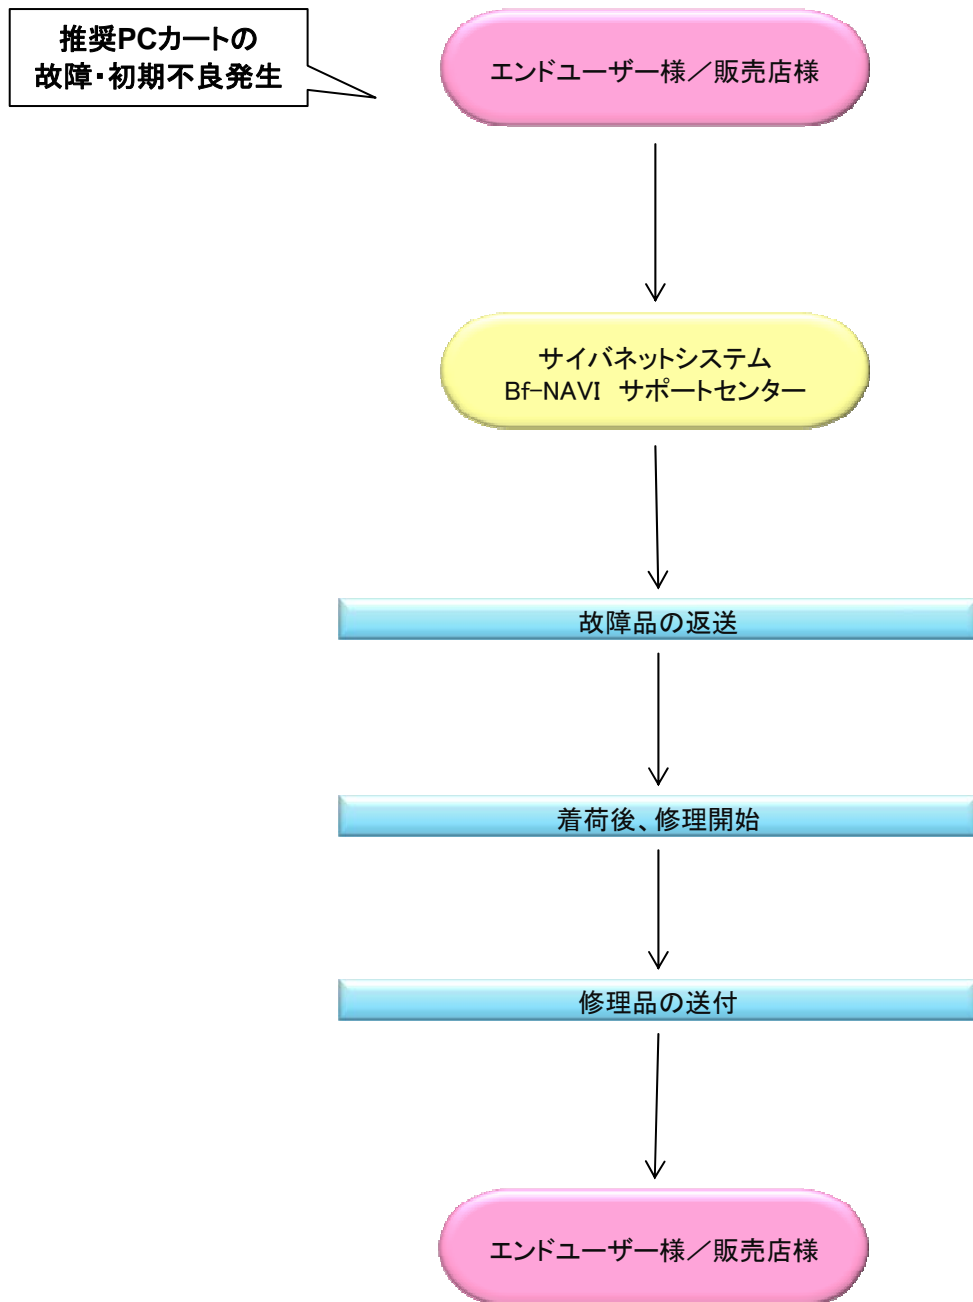 推奨PCカートの
故障・初期不良発生
エンドユーザー様／販売店様
サイバネットシステム
Bf-NAVI　サポートセンター
故障品の返送
着荷後、修理開始
修理品の送付
エンドユーザー様／販売店様